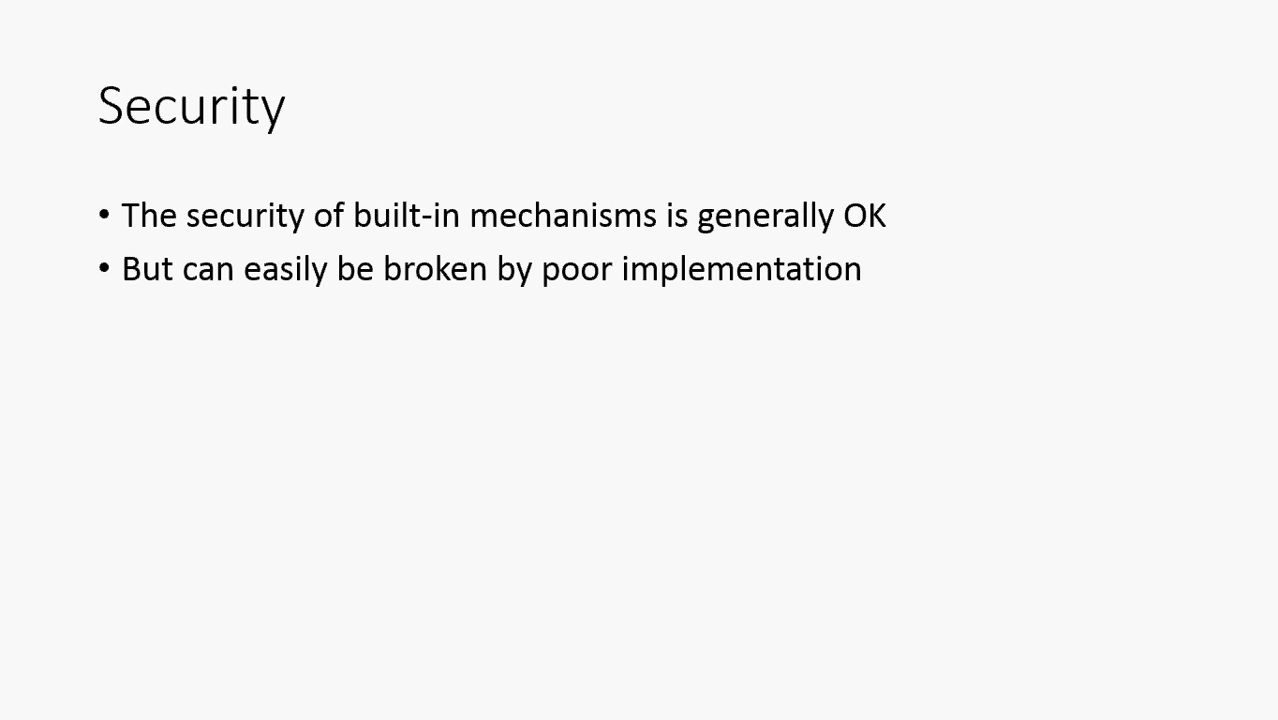 Security
• The security of built-in mechanisms is generally OK
• But can easily be broken by poor implementation